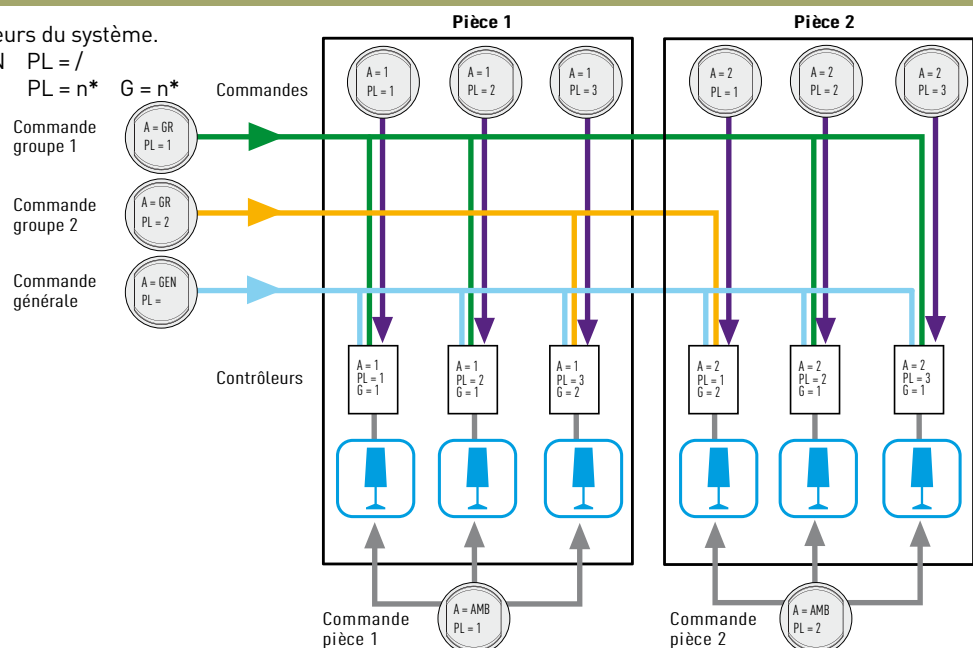 eurs du système.
N PL = /
PL = n* G = n*
Pièce 1
Pièce 2
Commandes
A = 1
PL = 1
A = 1
PL = 2
A = 1
PL = 3
A = 2
PL = 1
A = 2
PL = 2
A = 2
PL = 3
Commande
groupe 1
A = GR
PL = 1
Commande
groupe 2
A = GR
PL = 2
Commande
générale
A = GEN
PL =
Contrôleurs
A = 1
PL = 1
G = 1
A = 1
PL = 2
G = 1
A = 1
PL = 3
G = 2
A = 2
PL = 1
G = 2
A = 2
PL = 2
G = 1
A = 2
PL = 3
G = 1
Commande
pièce 1
A = AMB
PL = 1
Commande
pièce 2
A = AMB
PL = 2